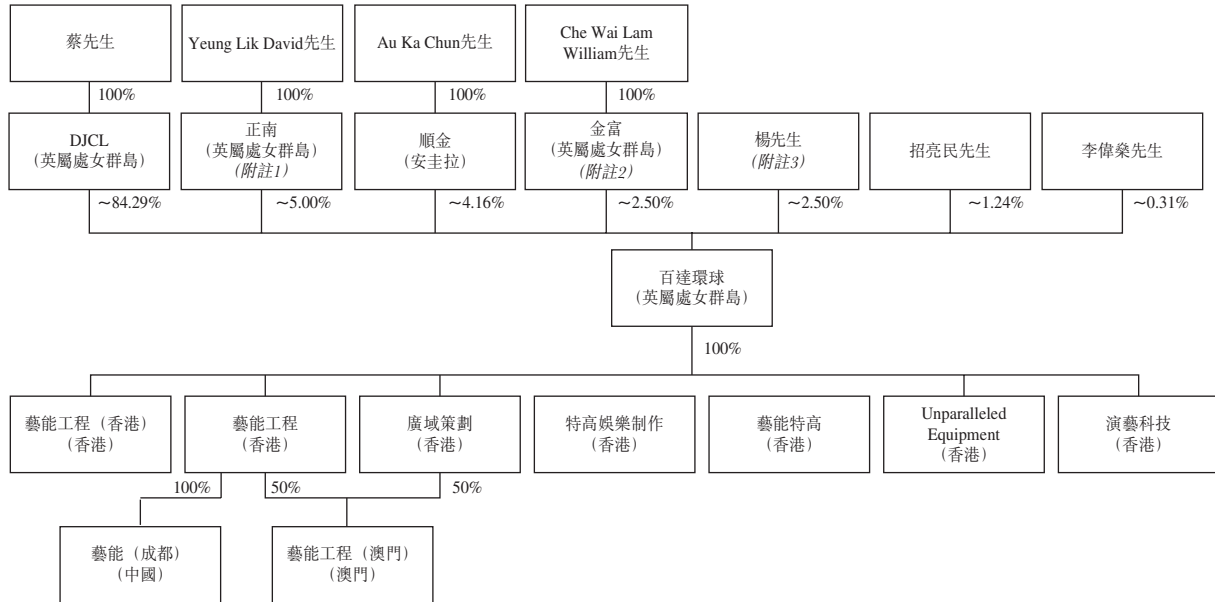 蔡先生
Yeung Lik David先生
Au Ka Chun先生
Che Wai Lam
William先生
100%
100%
100%
100%
DJCL
(英屬處女群島)
正南
(英屬處女群島)
(附註1)
順金
(安圭拉)
金富
(英屬處女群島)
(附註2)
楊先生
(附註3)
招亮民先生
李偉燊先生
~84.29%
~5.00%
~4.16%
~2.50%
~2.50%
~1.24%
~0.31%
百達環球
(英屬處女群島)
100%
藝能工程(香港)
(香港)
藝能工程
(香港)
廣域策劃
(香港)
特高娛樂制作
(香港)
藝能特高
(香港)
Unparalleled
Equipment
(香港)
演藝科技
(香港)
100%
50%
50%
藝能(成都)
(中國)
藝能工程(澳門)
(澳門)